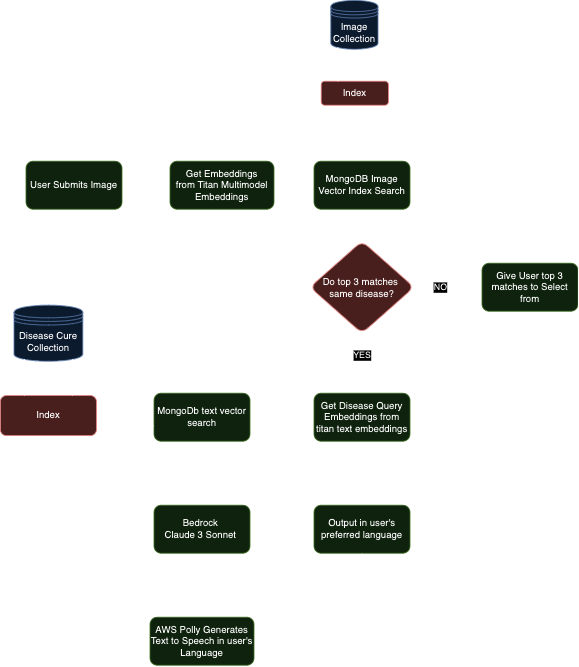 Image
Collection
Index
User Submits Image
Get Embeddings
from Titan Multimodel
Embeddings
MongoDB Image
Vector Index Search
Do top 3 matches
same disease?
NO
Give User top 3
matches to Select
from
Disease Cure
Collection
YES
Index
MongoDb text vector
search
Get Disease Query
Embeddings from
titan text embeddings
Bedrock
Claude 3 Sonnet
Output in user's
preferred language
AWS Polly Generates
Text to Speech in user's
Language